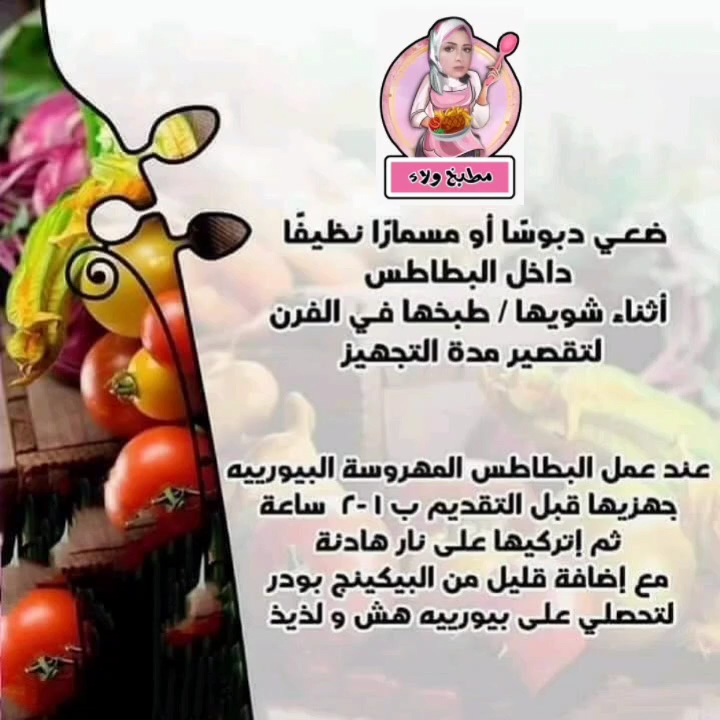 مطبخ ولاء
ضعي دبوسًا أو مسمارًا نظيفًا
داخل البطاطس
أثناء شويها / طبخها في الفرن
لتقصير مدة التجهيز
عند عمل البطاطس المهروسة البيورييه
جهزيها قبل التقديم ب ١-٢ ساعة
ثم إتركيها على نار هادئة
مع إضافة قليل من البيكينج بودر
لتحصلي على بيورييه هش و لذيذ